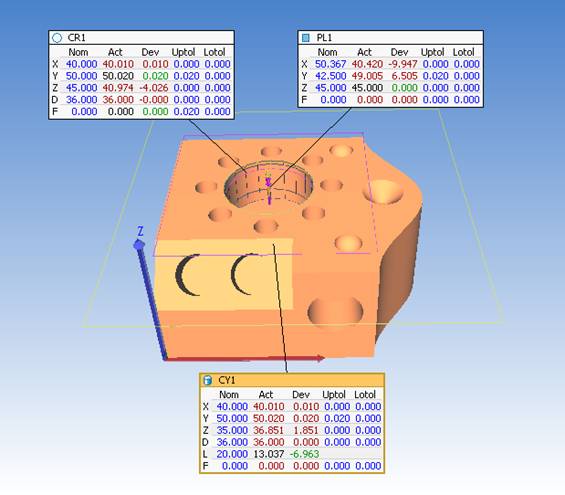 CR1
Nom Act Dev Uptol Lotol
X 40.000 40.010 0.010 0.000 0.000
Y 50.000 50.020 0.020 0.000 0.000
Z 45.000 40.974 -4.026 0.000 0.000
D 36.000 36.000 -0.000 0.000 0.000
F 0.000 0.000 0.000 0.020 0.000
PL1
Nom Act Dev Uptol Lotol
X 50.367 40.420 -9.947 0.000 0.000
Y 42.500 49.005 6.505 0.020 0.000
Z 45.000 45.000 0.000 0.000 0.000
F 0.000 0.000 0.000 0.000 0.000
Z
CY1
Nom Act Dev Uptol Lotol
X 40.000 40.010 0.010 0.000 0.000
Y 50.000 50.020 0.020 0.020 0.000
Z 35.000 36.851 1.851 0.000 0.000
D 36.000 36.000 0.000 0.000 0.000
L 20.000 13.037 -6.963
F 0.000 0.000 0.000 0.000 0.000